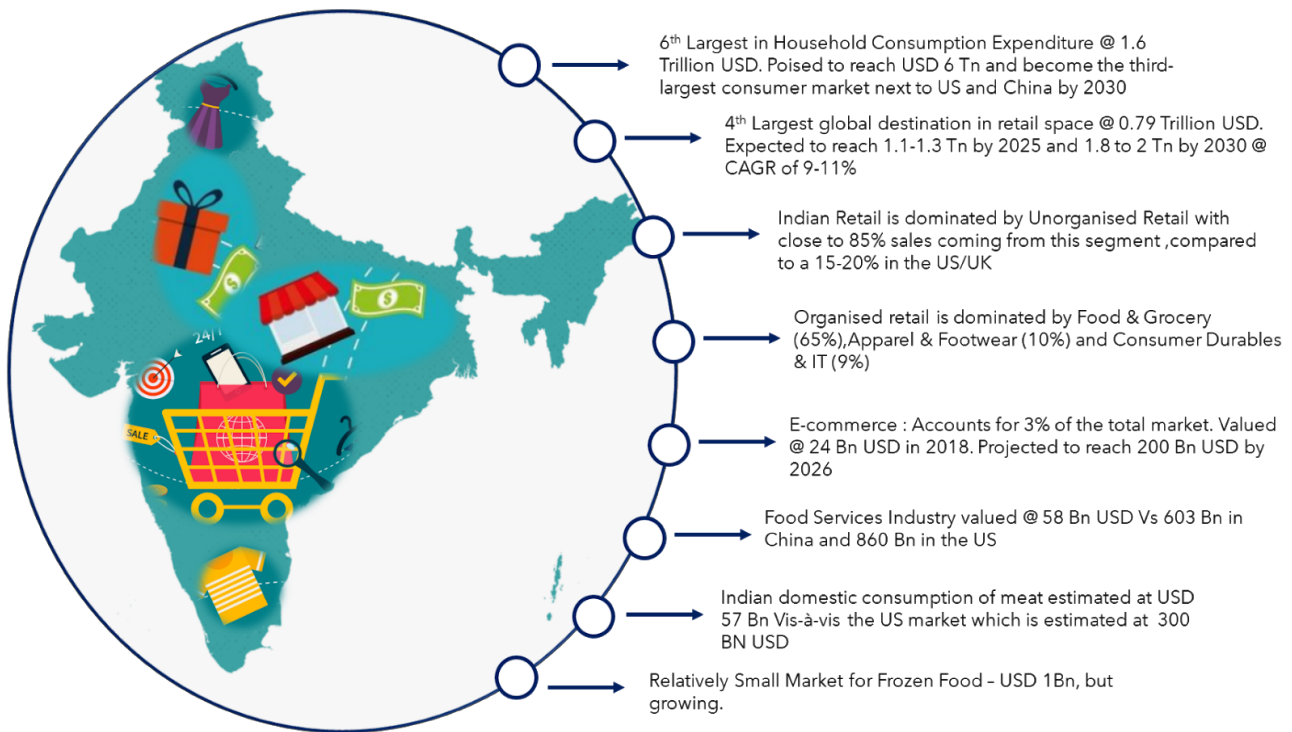 6th Largest in Household Consumption Expenditure @ 1.6
Trillion USD. Poised to reach USD 6 Tn and become the third-
largest consumer market next to US and China by 2030
4th Largest global destination in retail space @ 0.79 Trillion USD.
Expected to reach 1.1-1.3 Tn by 2025 and 1.8 to 2 Tn by 2030 @
CAGR of 9-11%
Indian Retail is dominated by Unorganised Retail with
close to 85% sales coming from this segment ,compared
to a 15-20% in the US/UK
Organised retail is dominated by Food & Grocery
(65%),Apparel & Footwear (10%) and Consumer Durables
& IT (9%)
E-commerce : Accounts for 3% of the total market. Valued
@ 24 Bn USD in 2018. Projected to reach 200 Bn USD by
2026
Food Services Industry valued @ 58 Bn USD Vs 603 Bn in
China and 860 Bn in the US
Indian domestic consumption of meat estimated at USD
57 Bn Vis-à-vis the US market which is estimated at 300
BN USD
Relatively Small Market for Frozen Food – USD 1Bn, but
growing.
$
$
24/7
SALE